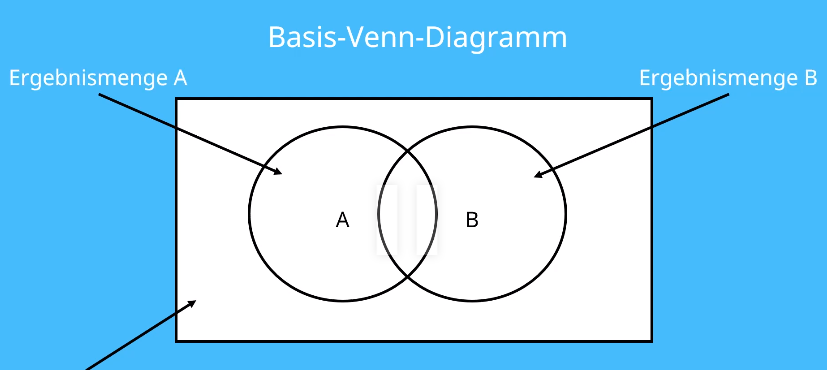 Basis-Venn-Diagramm
Ergebnismenge A
Ergebnismenge B
A
B